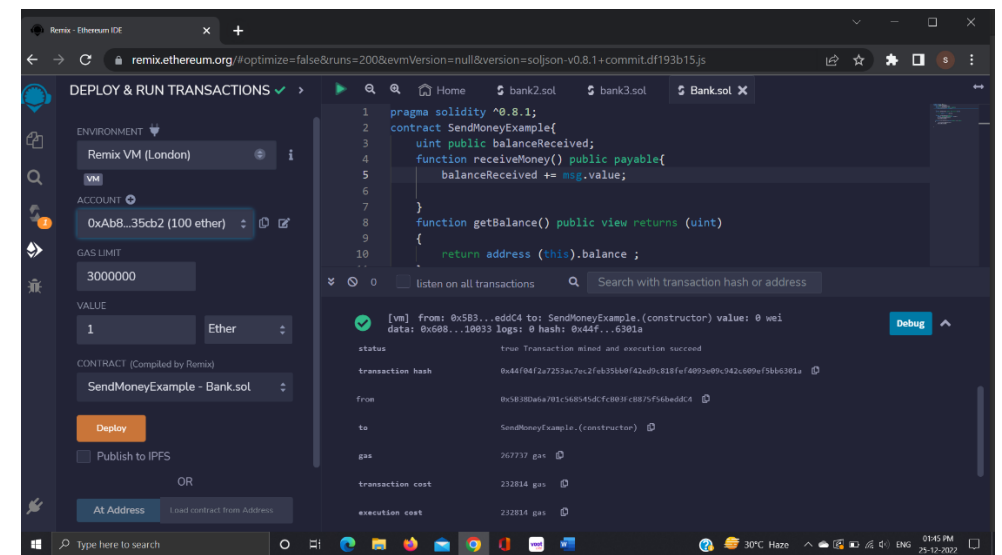 Remix - Ethereum IDE
remix.ethereum.org/#optimize=false&runs=200&evmVersion=null&version=soljson-v0.8.1+commit.df193b15.js
S
DEPLOY & RUN TRANSACTIONS
Home
bank2.sol
bank3.sol
Bank.sol
ENVIRONMENT
Remix VM (London)
VM
ACCOUNT
0xAb8...35cb2 (100 ether)
GAS LIMIT
3000000
VALUE
1
Ether
CONTRACT (Compiled by Remix)
SendMoneyExample - Bank.sol
Deploy
Publish to IPFS
OR
At Address
Load contract from Address
1 pragma solidity ^0.8.1;
2 contract SendMoneyExample{
3 uint public balanceReceived;
4 function receiveMoney() public payable{
5 balanceReceived += msg.value;
6
7 }
8 function getBalance() public view returns (uint)
9 {
10 return address (this).balance ;
0
listen on all transactions
Search with transaction hash or address
[vm] from: 0x5B3...eddC4 to: SendMoneyExample.(constructor) value: 0 wei
data: 0x608...10033 logs: 0 hash: 0x44f...6301a
Debug
status true Transaction mined and execution succeed
transaction hash
from
to SendMoneyExample.(constructor)
gas 267737 gas
transaction cost 232814 gas
execution cost 232814 gas
1
Type here to search
30°C Haze
ENG
01:45 PM
25-12-2022